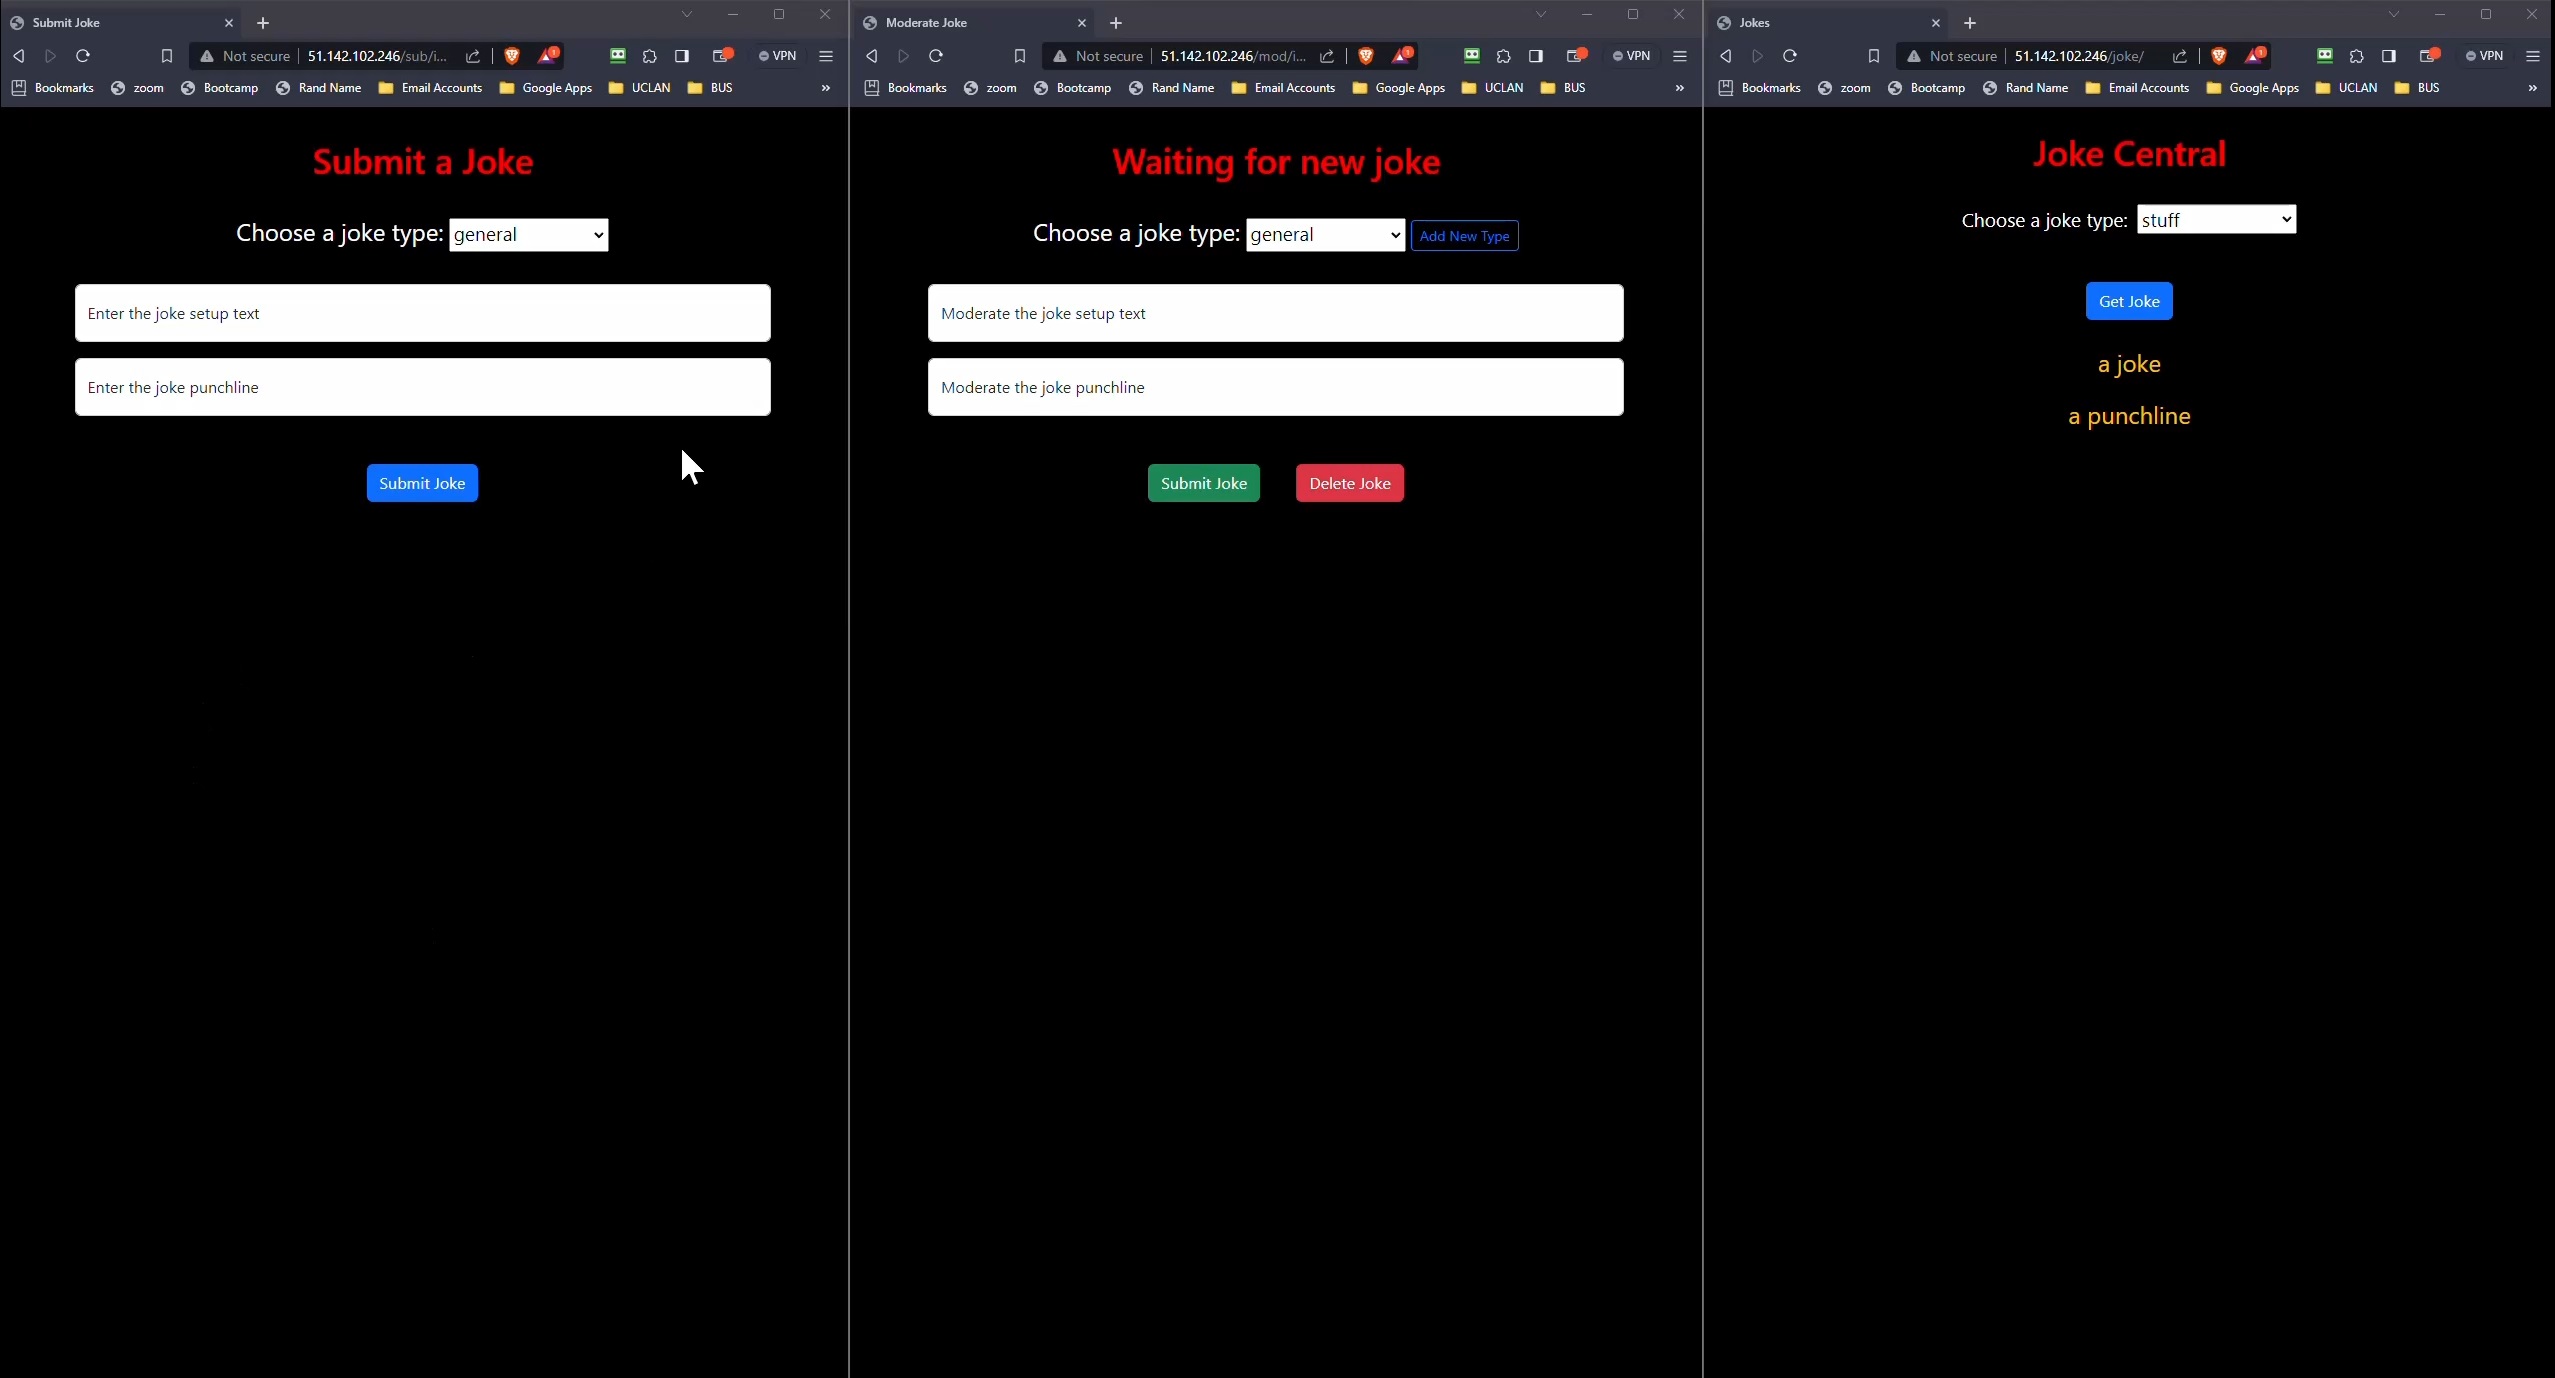 Submit Joke
Not secure 51.142.102.246/sub/i... 1 VPN
Bookmarks zoom Bootcamp Rand Name Email Accounts Google Apps UCLAN BUS »
Submit a Joke
Choose a joke type: general
Enter the joke setup text
Enter the joke punchline
Submit Joke
Moderate Joke
Not secure 51.142.102.246/mod/i... 1 VPN
Bookmarks zoom Bootcamp Rand Name Email Accounts Google Apps UCLAN BUS »
Waiting for new joke
Choose a joke type: general Add New Type
Moderate the joke setup text
Moderate the joke punchline
Submit Joke Delete Joke
Jokes
Not secure 51.142.102.246/joke/ 1 VPN
Bookmarks zoom Bootcamp Rand Name Email Accounts Google Apps UCLAN BUS »
Joke Central
Choose a joke type: stuff
Get Joke
a joke
a punchline